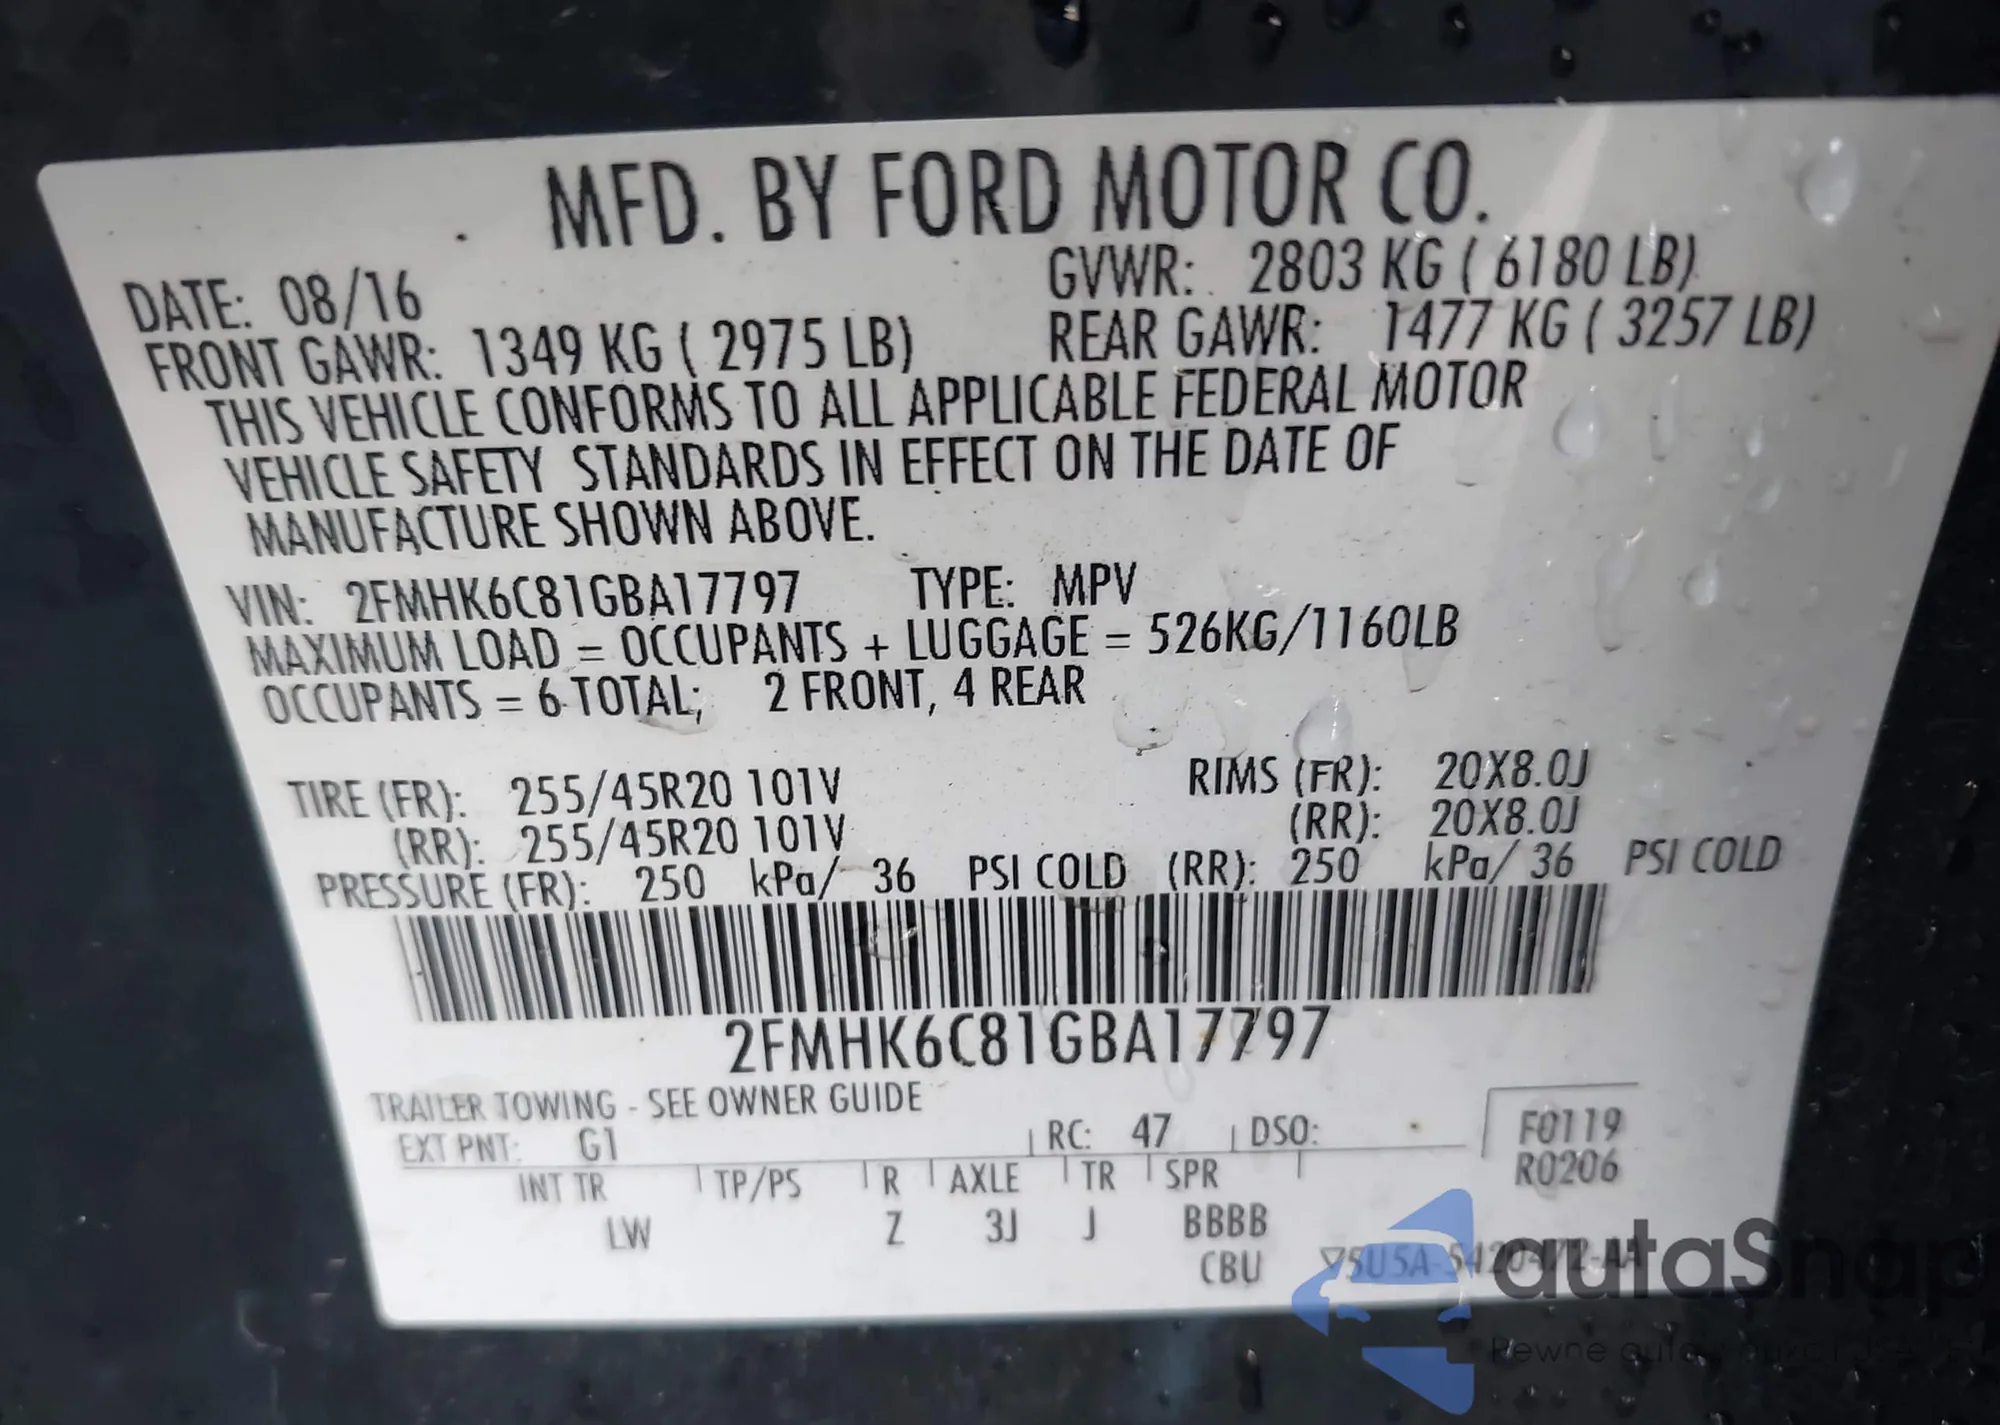 MFD. BY FORD MOTOR CO.
DATE: 08/16
GVWR: 2803 KG ( 6180 LB)
FRONT GAWR: 1349 KG ( 2975 LB)
REAR GAWR: 1477 KG ( 3257 LB)
THIS VEHICLE CONFORMS TO ALL APPLICABLE FEDERAL MOTOR
VEHICLE SAFETY STANDARDS IN EFFECT ON THE DATE OF
MANUFACTURE SHOWN ABOVE.
VIN: 2FMHK6C81GBA17797 TYPE: MPV
MAXIMUM LOAD = OCCUPANTS + LUGGAGE = 526KG/1160LB
OCCUPANTS = 6 TOTAL; 2 FRONT, 4 REAR
TIRE (FR): 255/45R20 101V RIMS (FR): 20X8.0J
(RR): 255/45R20 101V (RR): 20X8.0J
PRESSURE (FR): 250 kPa/ 36 PSI COLD (RR): 250 kPa/ 36 PSI COLD
2FMHK6C81GBA17797
TRAILER TOWING - SEE OWNER GUIDE
EXT PNT: G1 RC: 47 DSO:
F0119
R0206
INT TR TP/PS R AXLE TR SPR
LW Z 3J J BBBB
CBU 5U5A-5420472-AA
autaSnap
Pewne auta